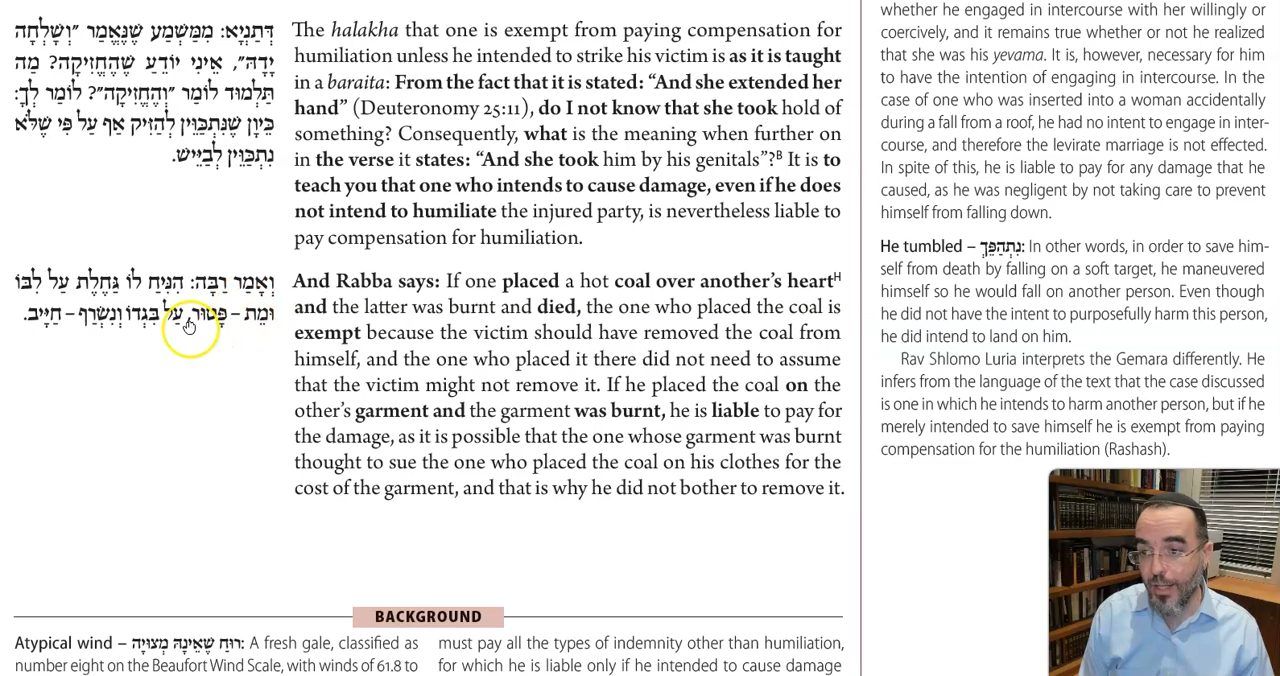 דְּתַנְיָא: מִמַּשְׁמַע שֶׁנֶּאֱמַר ״וְשָׁלְחָה
יָדָהּ״, אֵינִי יוֹדֵעַ שֶׁהֶחֱזִיקָה? מַה
תַּלְמוּד לוֹמַר ״וְהֶחֱזִיקָה״? לוֹמַר לְךָ:
כֵּיוָן שֶׁנִּתְכַּוֵּין לְהַזִּיק אַף עַל פִּי שֶׁלֹּא
נִתְכַּוֵּין לְבַיֵּישׁ.
The halakha that one is exempt from paying compensation for
humiliation unless he intended to strike his victim is as it is taught
in a baraita: From the fact that it is stated: “And she extended her
hand” (Deuteronomy 25:11), do I not know that she took hold of
something? Consequently, what is the meaning when further on
in the verse it states: “And she took him by his genitals”?ᴮ It is to
teach you that one who intends to cause damage, even if he does
not intend to humiliate the injured party, is nevertheless liable to
pay compensation for humiliation.
וְאָמַר רַבָּה: הִנִּיחַ לוֹ גַּחֶלֶת עַל לִבּוֹ
וּמֵת – פָּטוּר, עַל בִּגְדוֹ וְנִשְׂרַף – חַיָּיב.
And Rabba says: If one placed a hot coal over another’s heartᴴ
and the latter was burnt and died, the one who placed the coal is
exempt because the victim should have removed the coal from
himself, and the one who placed it there did not need to assume
that the victim might not remove it. If he placed the coal on the
other’s garment and the garment was burnt, he is liable to pay for
the damage, as it is possible that the one whose garment was burnt
thought to sue the one who placed the coal on his clothes for the
cost of the garment, and that is why he did not bother to remove it.
whether he engaged in intercourse with her willingly or
coercively, and it remains true whether or not he realized
that she was his yevama. It is, however, necessary for him
to have the intention of engaging in intercourse. In the
case of one who was inserted into a woman accidentally
during a fall from a roof, he had no intent to engage in inter-
course, and therefore the levirate marriage is not effected.
In spite of this, he is liable to pay for any damage that he
caused, as he was negligent by not taking care to prevent
himself from falling down.
He tumbled – נִתְהַפֵּךְ: In other words, in order to save him-
self from death by falling on a soft target, he maneuvered
himself so he would fall on another person. Even though
he did not have the intent to purposefully harm this person,
he did intend to land on him.
Rav Shlomo Luria interprets the Gemara differently. He
infers from the language of the text that the case discussed
is one in which he intends to harm another person, but if he
merely intended to save himself he is exempt from paying
compensation for the humiliation (Rashash).
BACKGROUND
Atypical wind – רוּחַ שֶׁאֵינָהּ מְצוּיָה: A fresh gale, classified as
number eight on the Beaufort Wind Scale, with winds of 61.8 to
must pay all the types of indemnity other than humiliation,
for which he is liable only if he intended to cause damage